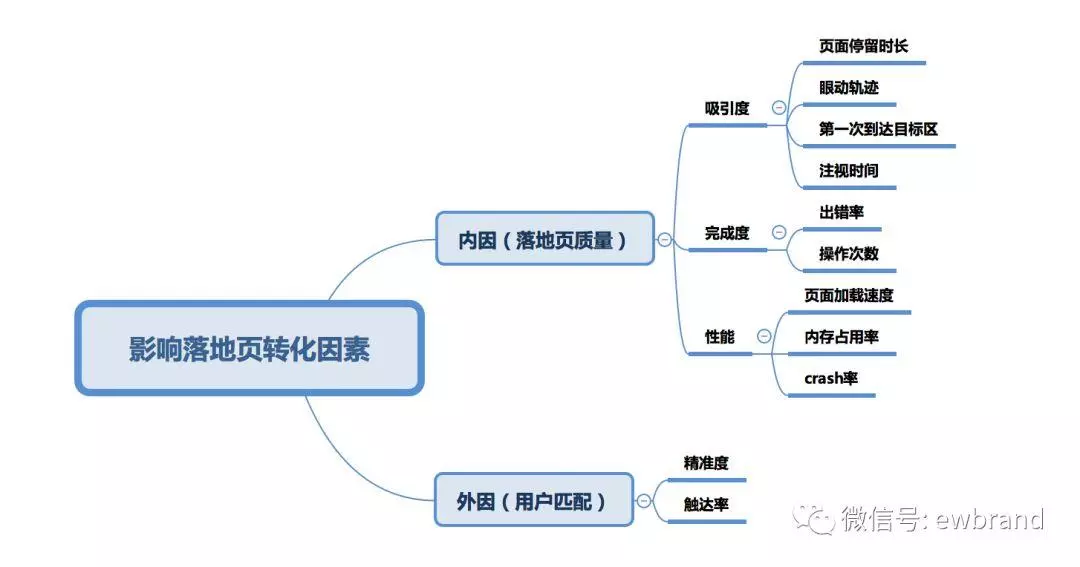 影响落地页转化因素
内因（落地页质量）
吸引度
页面停留时长
眼动轨迹
第一次到达目标区
注视时间
完成度
出错率
操作次数
性能
页面加载速度
内存占用率
crash率
外因（用户匹配）
精准度
触达率
微信号: ewbrand